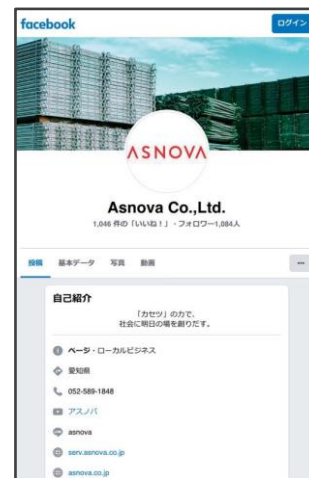 facebook
ログイン
ASNOVA
Asnova Co.,Ltd.
1,046 件の「いいね！」・フォロワー1,084人
投稿 基本データ 写真 動画
自己紹介
「カセツ」の力で、
社会に明日の場を創りだす。
ページ・ローカルビジネス
愛知県
052-589-1848
アスノバ
asnova
serv.asnova.co.jp
asnova.co.jp